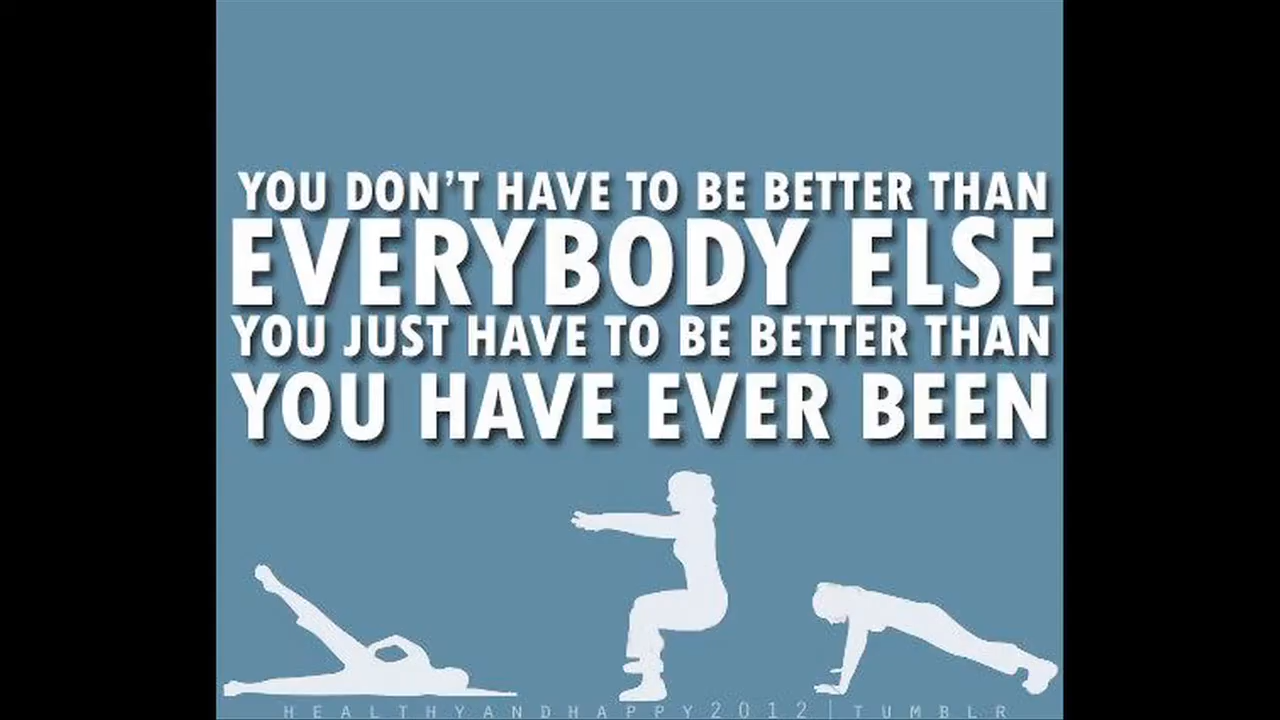 YOU DON'T HAVE TO BE BETTER THAN
EVERYBODY ELSE
YOU JUST HAVE TO BE BETTER THAN
YOU HAVE EVER BEEN
HEALTHYANDHAPPY2012|TUMBLR